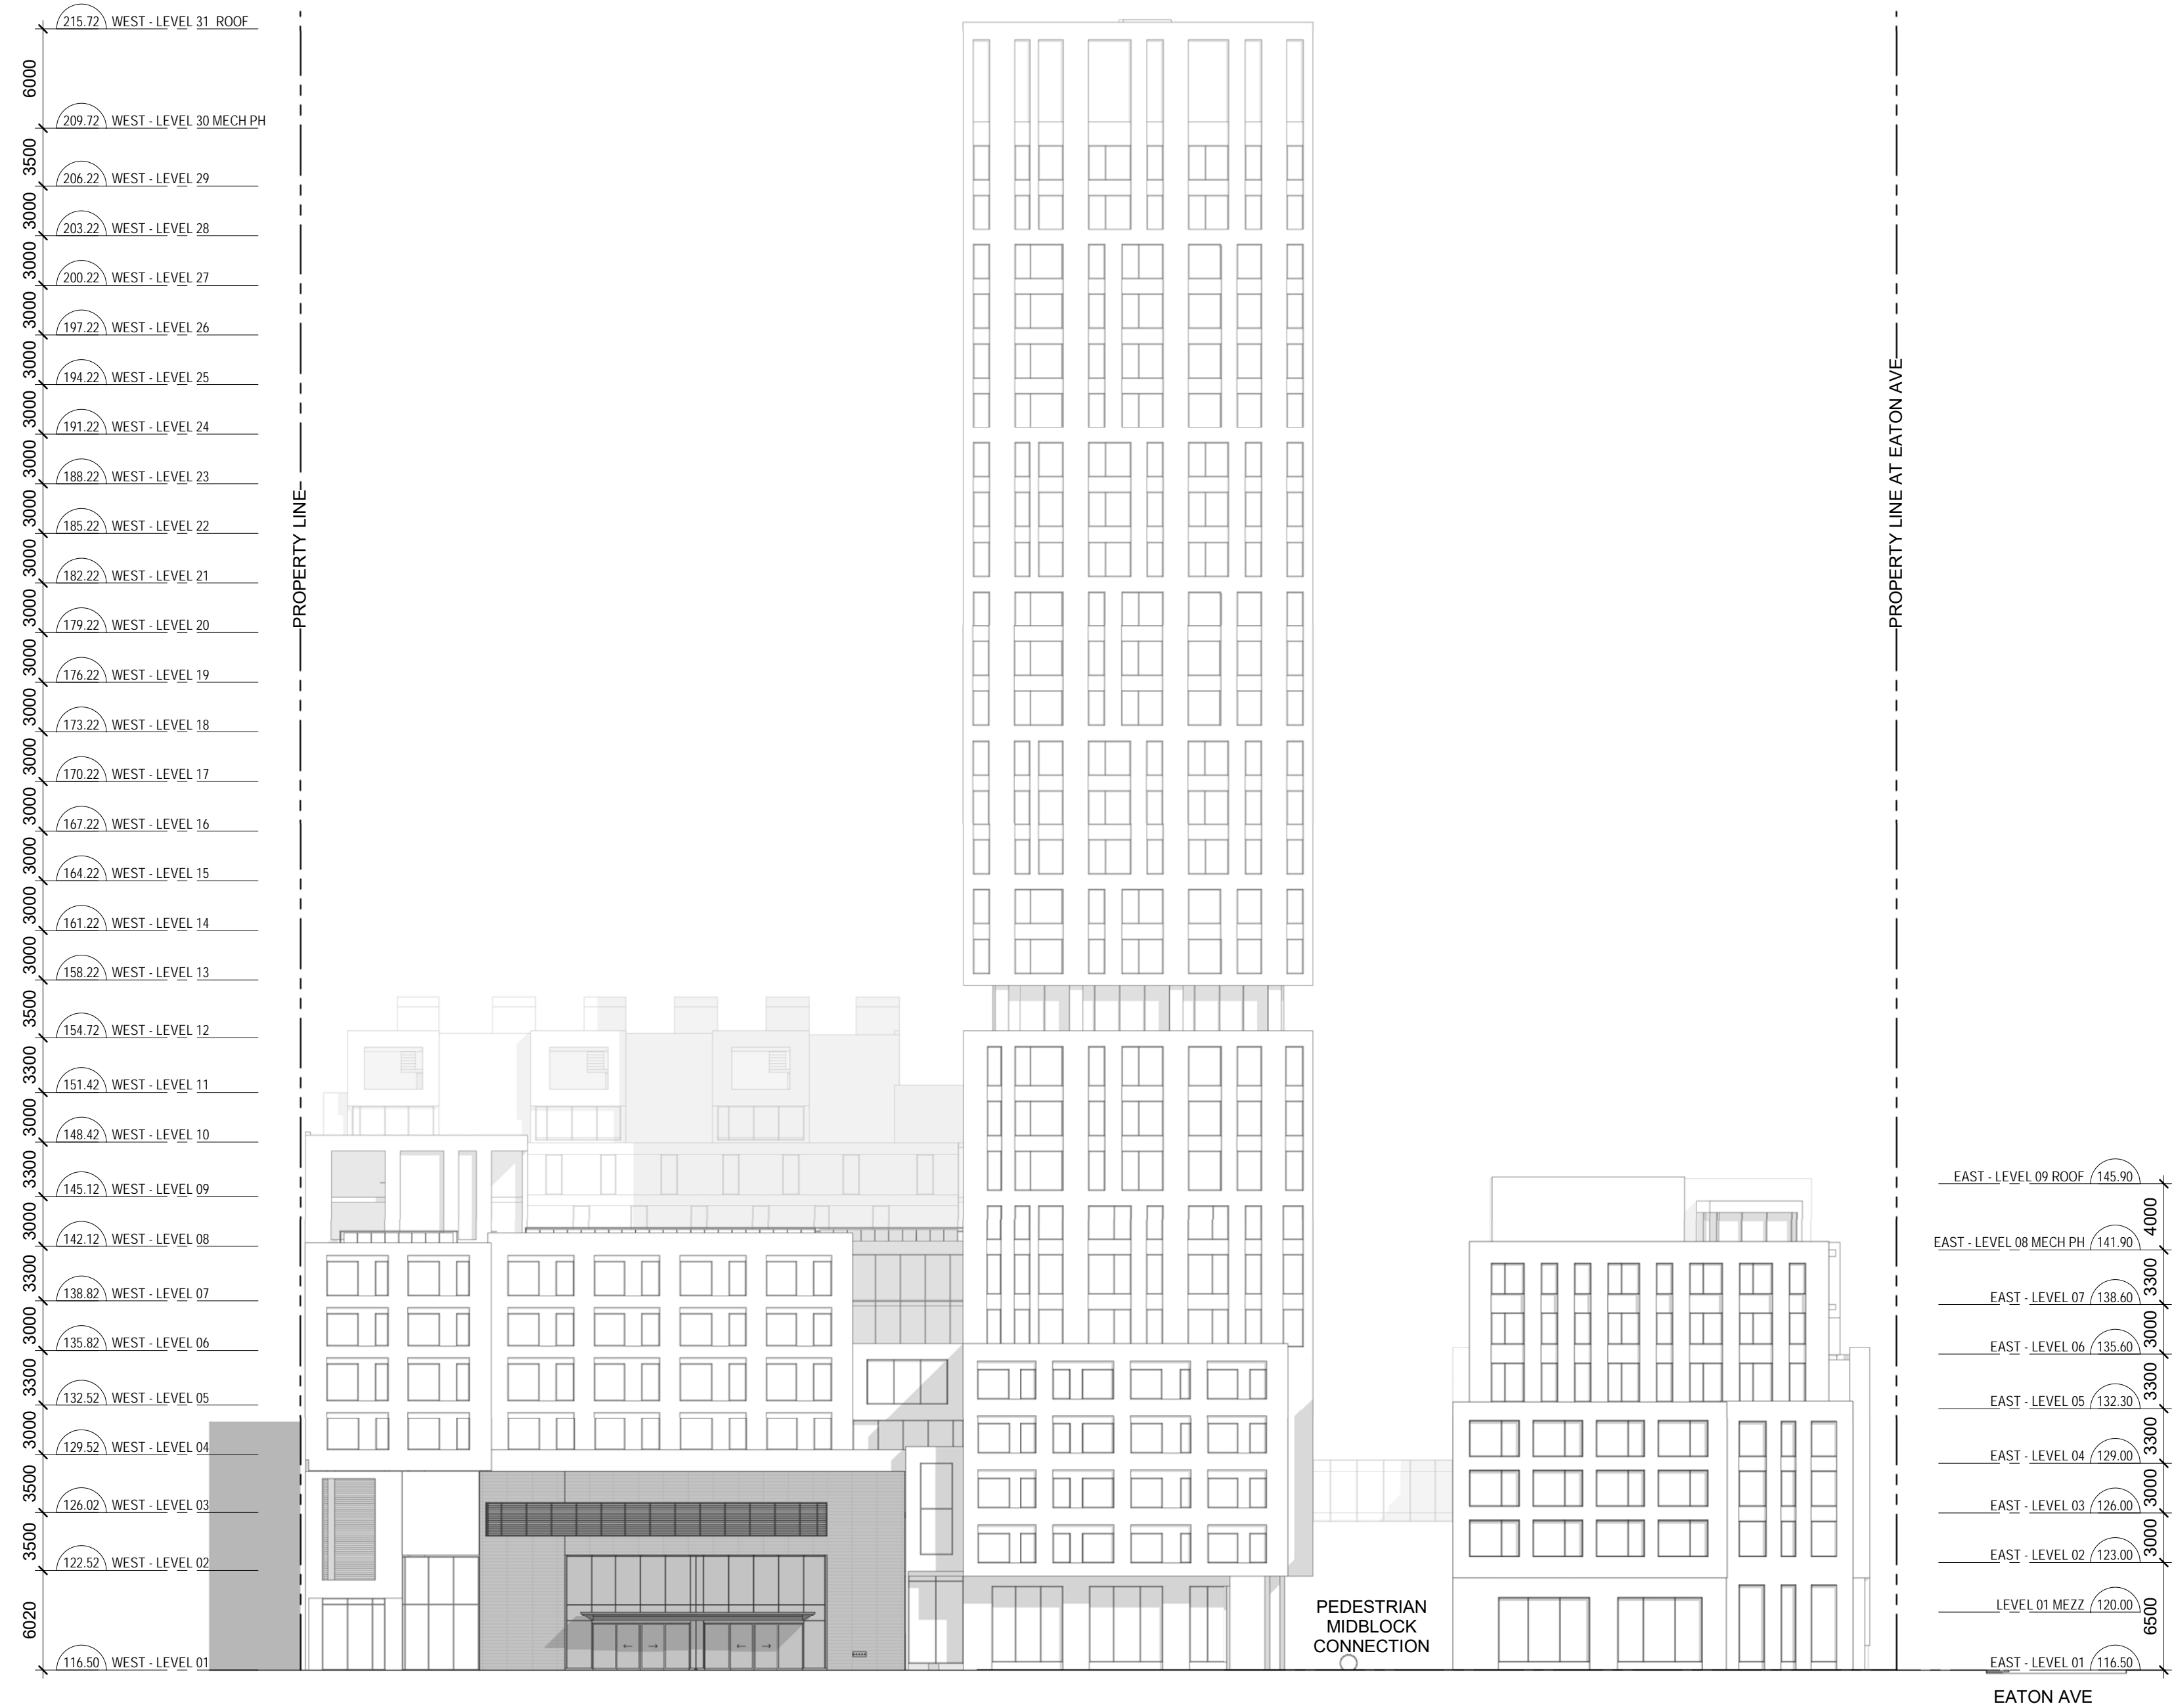 215.72 WEST - LEVEL 31 ROOF
6000
209.72 WEST - LEVEL 30 MECH PH
3500
206.22 WEST - LEVEL 29
3000
203.22 WEST - LEVEL 28
3000
200.22 WEST - LEVEL 27
3000
197.22 WEST - LEVEL 26
3000
194.22 WEST - LEVEL 25
3000
191.22 WEST - LEVEL 24
3000
188.22 WEST - LEVEL 23
3000
185.22 WEST - LEVEL 22
3000
182.22 WEST - LEVEL 21
3000
179.22 WEST - LEVEL 20
3000
176.22 WEST - LEVEL 19
3000
173.22 WEST - LEVEL 18
3000
170.22 WEST - LEVEL 17
3000
167.22 WEST - LEVEL 16
3000
164.22 WEST - LEVEL 15
3000
161.22 WEST - LEVEL 14
3000
158.22 WEST - LEVEL 13
3500
154.72 WEST - LEVEL 12
3300
151.42 WEST - LEVEL 11
3000
148.42 WEST - LEVEL 10
3300
145.12 WEST - LEVEL 09
3000
142.12 WEST - LEVEL 08
3300
138.82 WEST - LEVEL 07
3000
135.82 WEST - LEVEL 06
3300
132.52 WEST - LEVEL 05
3000
129.52 WEST - LEVEL 04
3500
126.02 WEST - LEVEL 03
3500
122.52 WEST - LEVEL 02
6020
116.50 WEST - LEVEL 01
PROPERTY LINE
PEDESTRIAN
MIDBLOCK
CONNECTION
PROPERTY LINE AT EATON AVE
EAST - LEVEL 09 ROOF 145.90
4000
EAST - LEVEL 08 MECH PH 141.90
3300
EAST - LEVEL 07 138.60
3000
EAST - LEVEL 06 135.60
3300
EAST - LEVEL 05 132.30
3300
EAST - LEVEL 04 129.00
3000
EAST - LEVEL 03 126.00
3000
EAST - LEVEL 02 123.00
LEVEL 01 MEZZ 120.00
6500
EAST - LEVEL 01 116.50
EATON AVE